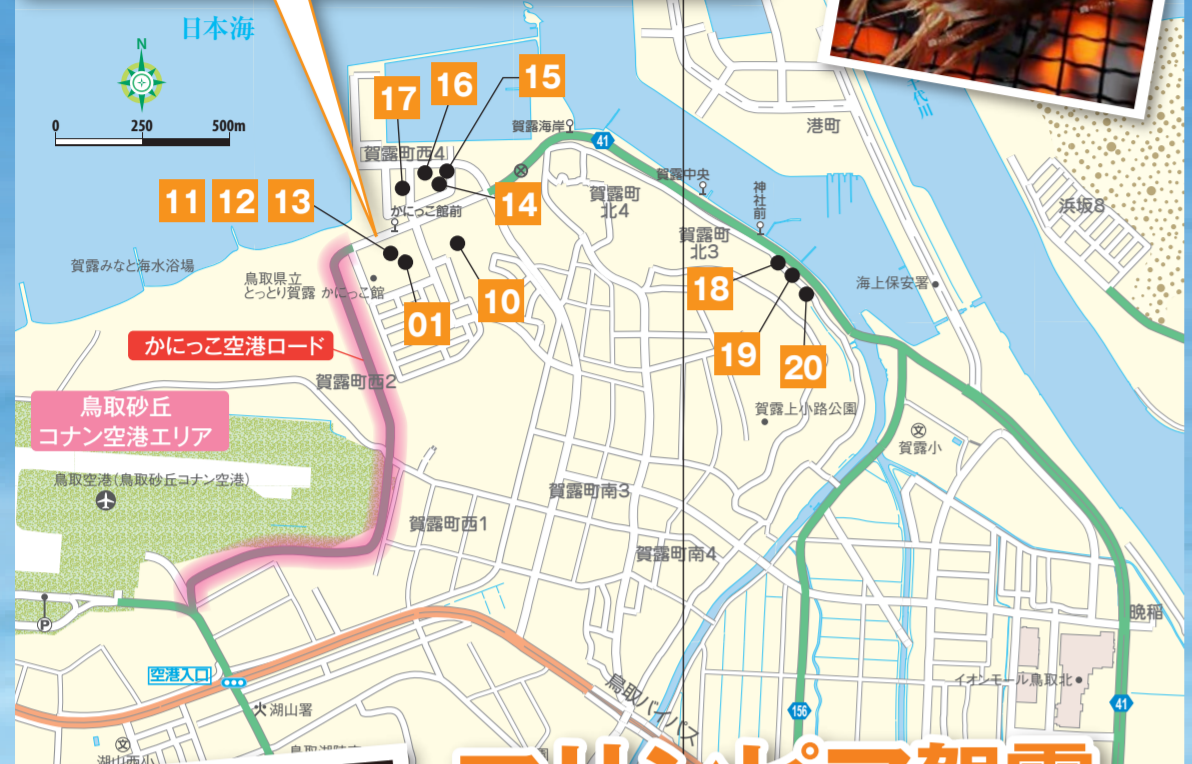 日本海
N
0 250 500m
17
16
15
賀露海岸
41
港町
賀露町西4
14
かにっこ館前
賀露町
北4
賀露中央
神社前
浜坂8
11 12 13
賀露みなと海水浴場
鳥取県立
とっとり賀露 かにっこ館
01
10
賀露町
北3
18
19
20
海上保安署
かにっこ空港ロード
賀露町西2
鳥取砂丘
コナン空港エリア
賀露上小路公園
文
賀露小
鳥取空港(鳥取砂丘コナン空港)
賀露町南3
賀露町西1
賀露町南4
P
晩稲
空港入口
湖山署
鳥取バイパス
イオンモール鳥取北
156
41
文
湖山西小